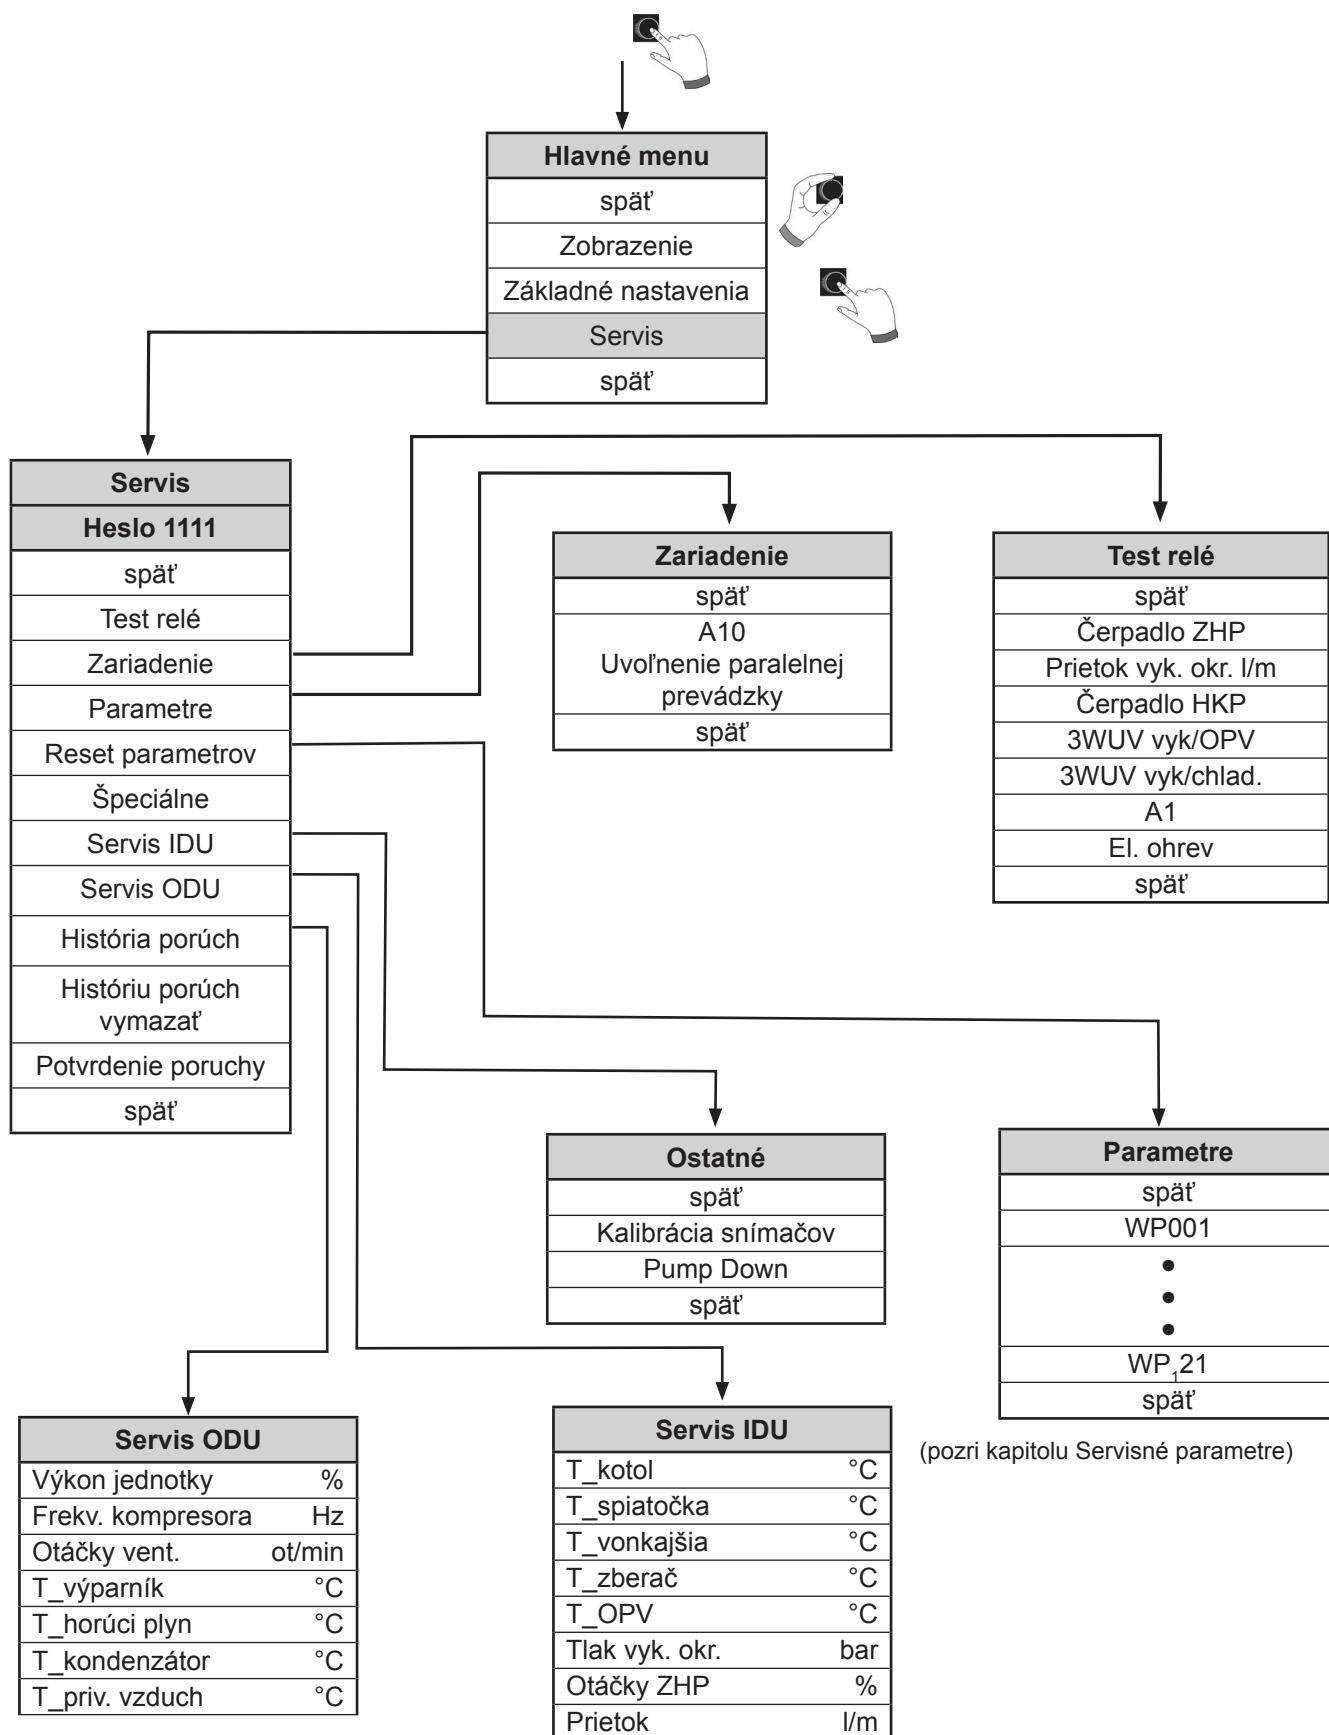 Hlavné menu
späť
Zobrazenie
Základné nastavenia
Servis
späť
Servis
Heslo 1111
späť
Test relé
Zariadenie
Parametre
Reset parametrov
Špeciálne
Servis IDU
Servis ODU
História porúch
Históriu porúch
vymazať
Potvrdenie poruchy
späť
Zariadenie
späť
A10
Uvoľnenie paralelnej
prevádzky
späť
Test relé
späť
Čerpadlo ZHP
Prietok vyk. okr. l/m
Čerpadlo HKP
3WUV vyk/OPV
3WUV vyk/chlad.
A1
El. ohrev
späť
Ostatné
späť
Kalibrácia snímačov
Pump Down
späť
Parametre
späť
WP001
●
●
●
WP₁21
späť
(pozri kapitolu Servisné parametre)
Servis ODU
Výkon jednotky %
Frekv. kompresora Hz
Otáčky vent. ot/min
T_výparník °C
T_horúci plyn °C
T_kondenzátor °C
T_priv. vzduch °C
Servis IDU
T_kotol °C
T_spiatočka °C
T_vonkajšia °C
T_zberač °C
T_OPV °C
Tlak vyk. okr. bar
Otáčky ZHP %
Prietok l/m